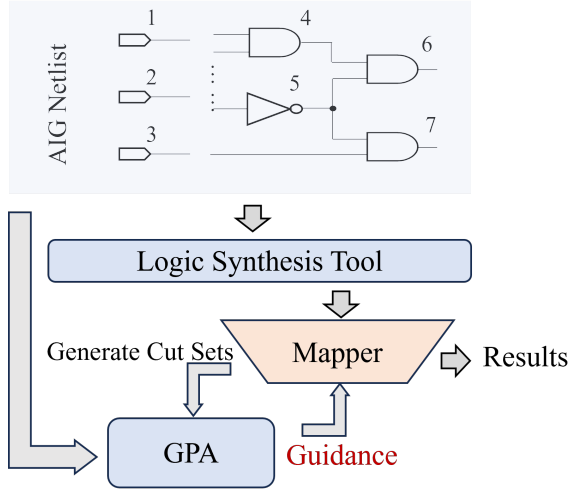 1
4
6
2
5
AIG Netlist
3
7
Logic Synthesis Tool
Generate Cut Sets
Mapper
Results
GPA
Guidance